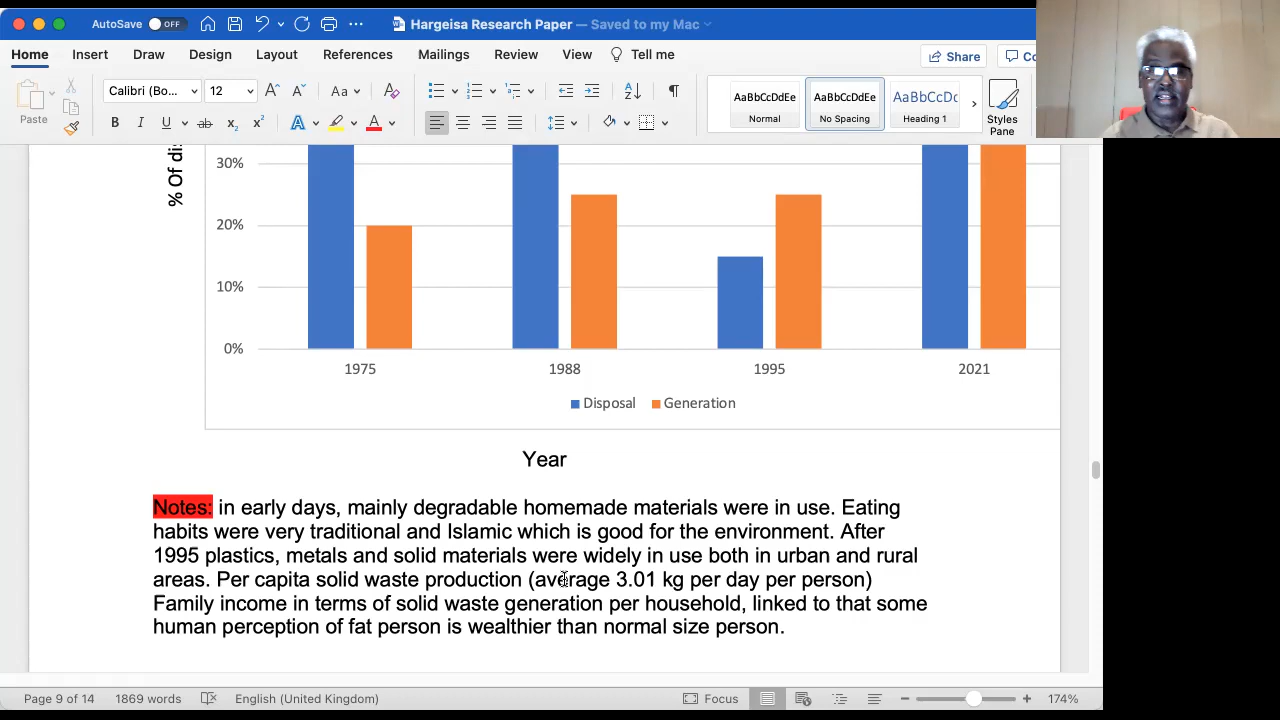 AutoSave OFF Hargeisa Research Paper — Saved to my Mac
Home Insert Draw Design Layout References Mailings Review View Tell me Share Co
Paste Calibri (Bo... 12 Aa AaBbCcDdEe AaBbCcDdEe AaBbCcDc
B I U ab x₂ x² A A Normal No Spacing Heading 1 Styles Pane
% Of dis
30%
20%
10%
0%
1975 1988 1995 2021
Disposal Generation
Year
Notes: in early days, mainly degradable homemade materials were in use. Eating
habits were very traditional and Islamic which is good for the environment. After
1995 plastics, metals and solid materials were widely in use both in urban and rural
areas. Per capita solid waste production (average 3.01 kg per day per person)
Family income in terms of solid waste generation per household, linked to that some
human perception of fat person is wealthier than normal size person.
Page 9 of 14 1869 words English (United Kingdom) Focus 174%